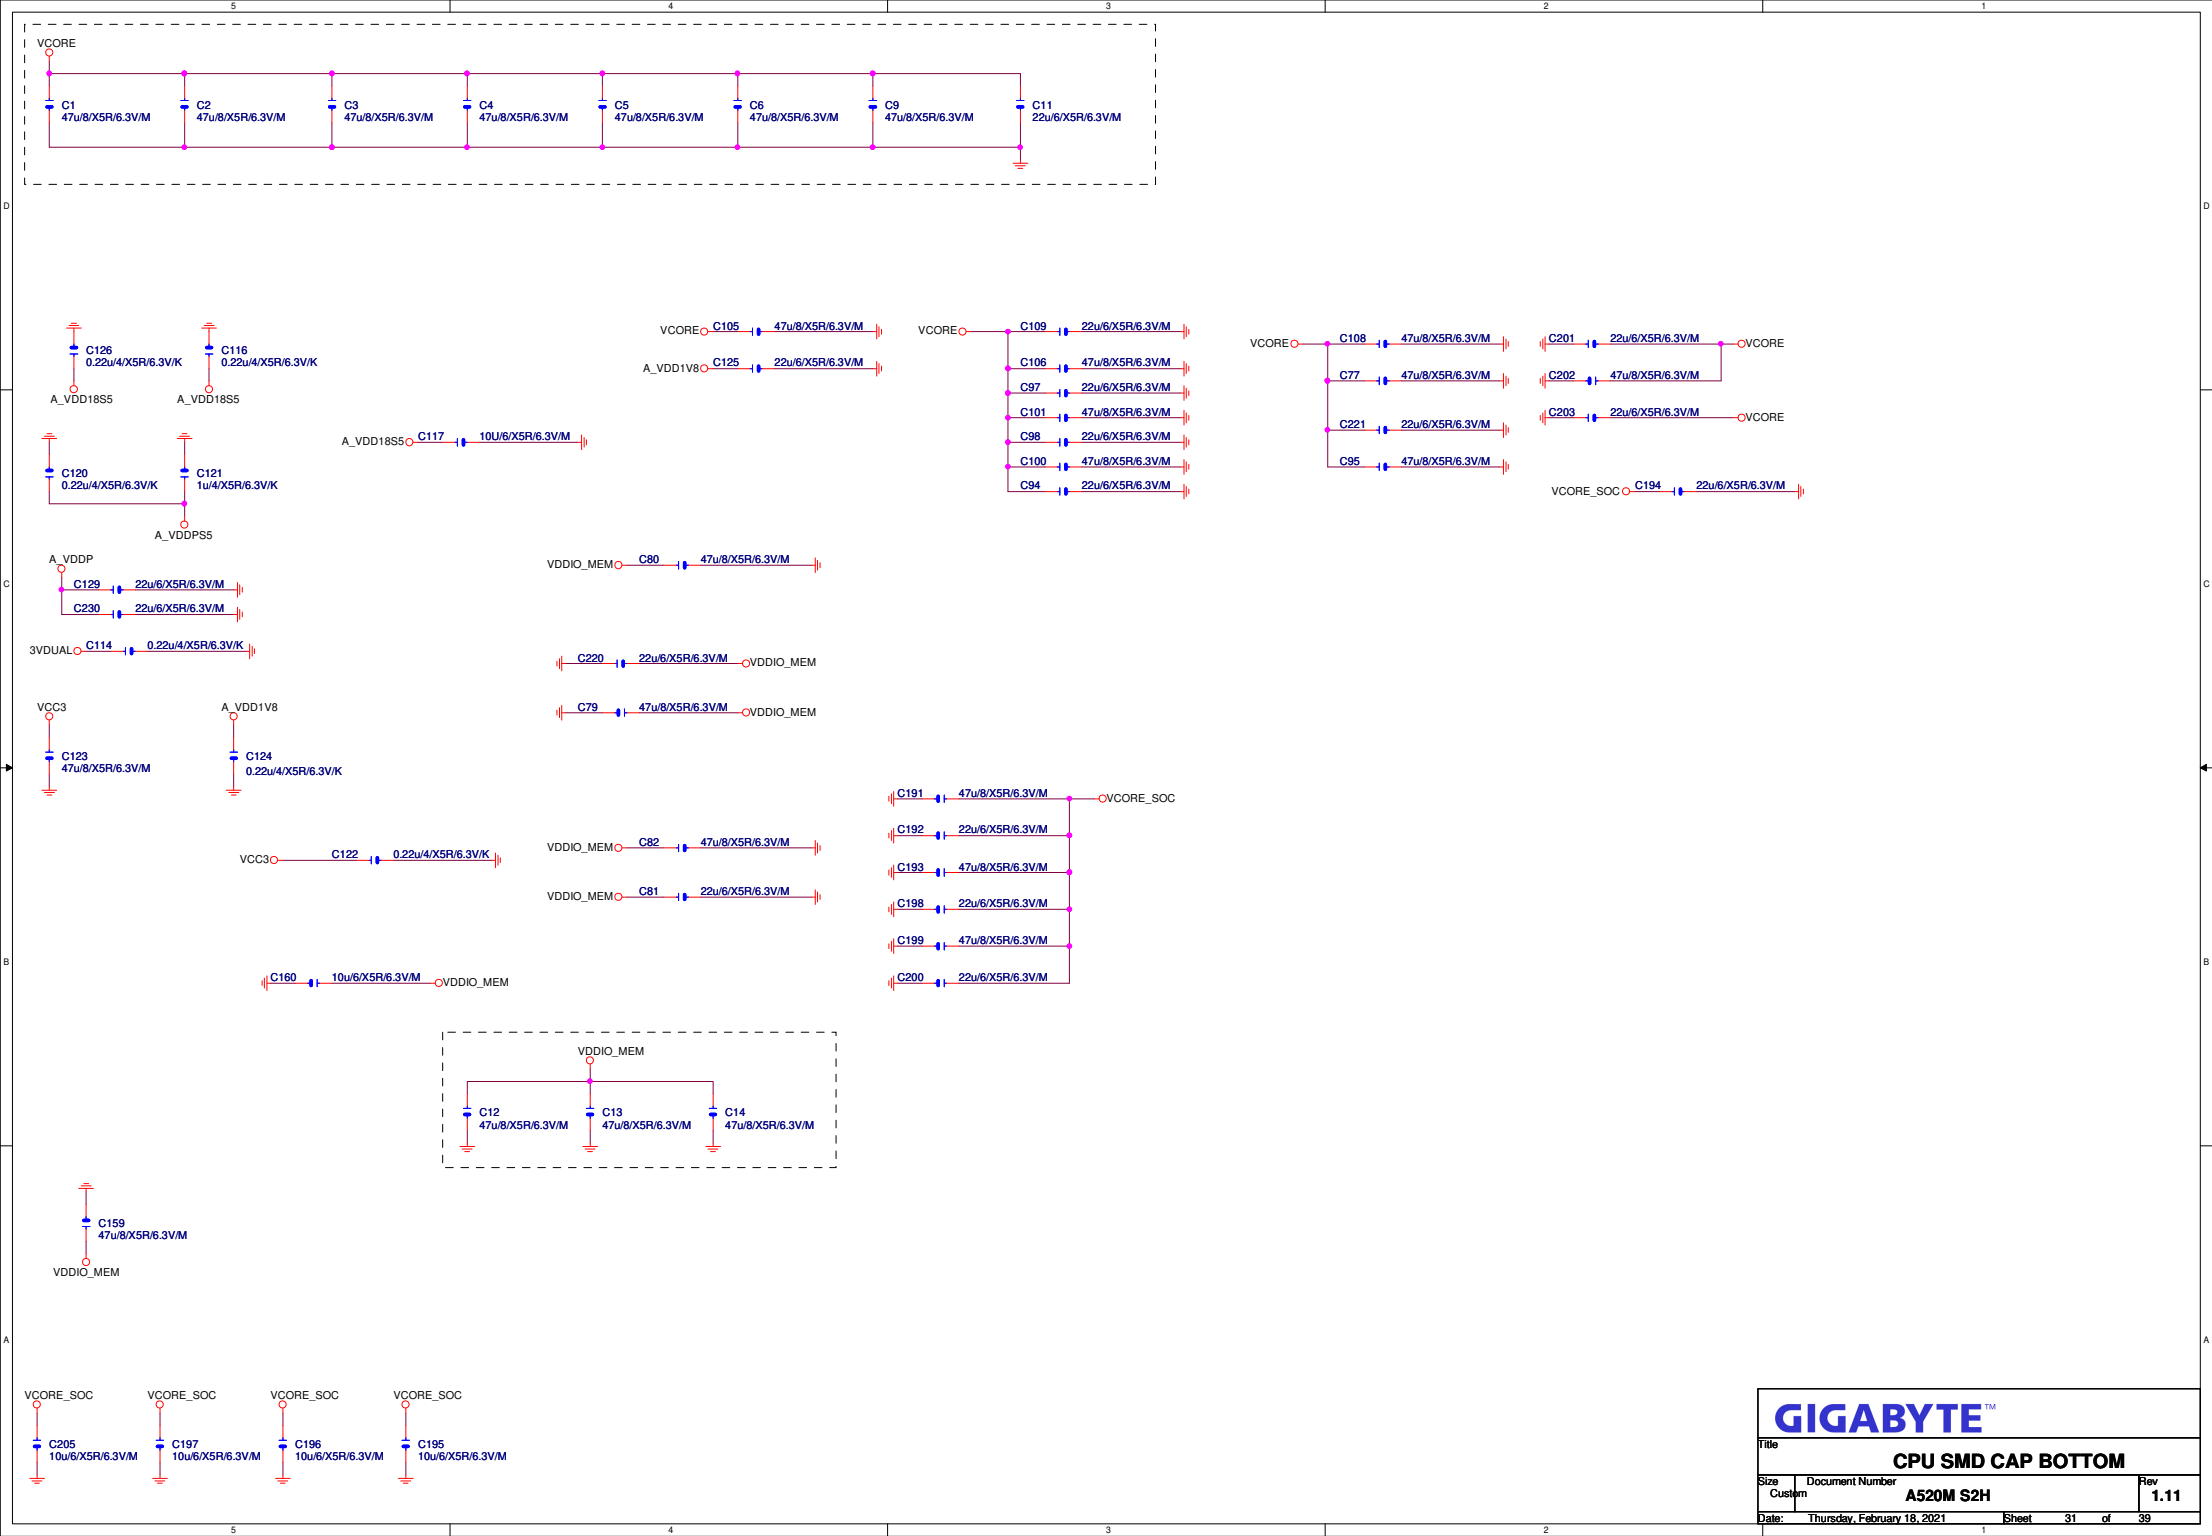 5 4 3 2 1
VCORE
C1 C2 C3 C4 C5 C6 C9 C11
47u/8/X5R/6.3V/M 47u/8/X5R/6.3V/M 47u/8/X5R/6.3V/M 47u/8/X5R/6.3V/M 47u/8/X5R/6.3V/M 47u/8/X5R/6.3V/M 47u/8/X5R/6.3V/M 22u/6/X5R/6.3V/M
D D
C126
0.22u/4/X5R/6.3V/K
A_VDD18S5
C116
0.22u/4/X5R/6.3V/K
A_VDD18S5
VCORE C105 47u/8/X5R/6.3V/M
A_VDD1V8 C125 22u/6/X5R/6.3V/M
VCORE C109 22u/6/X5R/6.3V/M
C106 47u/8/X5R/6.3V/M
C97 22u/6/X5R/6.3V/M
C101 47u/8/X5R/6.3V/M
C98 22u/6/X5R/6.3V/M
C100 47u/8/X5R/6.3V/M
C94 22u/6/X5R/6.3V/M
VCORE C108 47u/8/X5R/6.3V/M
C77 47u/8/X5R/6.3V/M
C221 22u/6/X5R/6.3V/M
C95 47u/8/X5R/6.3V/M
C201 22u/6/X5R/6.3V/M VCORE
C202 47u/8/X5R/6.3V/M
C203 22u/6/X5R/6.3V/M VCORE
VCORE_SOC C194 22u/6/X5R/6.3V/M
A_VDD18S5 C117 10U/6/X5R/6.3V/M
C120
0.22u/4/X5R/6.3V/K
C121
1u/4/X5R/6.3V/K
A_VDDPS5
A_VDDP
C129 22u/6/X5R/6.3V/M
C230 22u/6/X5R/6.3V/M
C C
3VDUAL C114 0.22u/4/X5R/6.3V/K
VDDIO_MEM C80 47u/8/X5R/6.3V/M
C220 22u/6/X5R/6.3V/M VDDIO_MEM
C79 47u/8/X5R/6.3V/M VDDIO_MEM
VCC3
C123
47u/8/X5R/6.3V/M
A_VDD1V8
C124
0.22u/4/X5R/6.3V/K
VCC3 C122 0.22u/4/X5R/6.3V/K
VDDIO_MEM C82 47u/8/X5R/6.3V/M
VDDIO_MEM C81 22u/6/X5R/6.3V/M
C191 47u/8/X5R/6.3V/M VCORE_SOC
C192 22u/6/X5R/6.3V/M
C193 47u/8/X5R/6.3V/M
C198 22u/6/X5R/6.3V/M
C199 47u/8/X5R/6.3V/M
C200 22u/6/X5R/6.3V/M
B B
C160 10u/6/X5R/6.3V/M VDDIO_MEM
VDDIO_MEM
C12 C13 C14
47u/8/X5R/6.3V/M 47u/8/X5R/6.3V/M 47u/8/X5R/6.3V/M
C159
47u/8/X5R/6.3V/M
VDDIO_MEM
A A
VCORE_SOC VCORE_SOC VCORE_SOC VCORE_SOC
C205 C197 C196 C195
10u/6/X5R/6.3V/M 10u/6/X5R/6.3V/M 10u/6/X5R/6.3V/M 10u/6/X5R/6.3V/M
GIGABYTE™
Title
CPU SMD CAP BOTTOM
Size Document Number Rev
Custom A520M S2H 1.11
Date: Thursday, February 18, 2021 Sheet 31 of 39
5 4 3 2 1